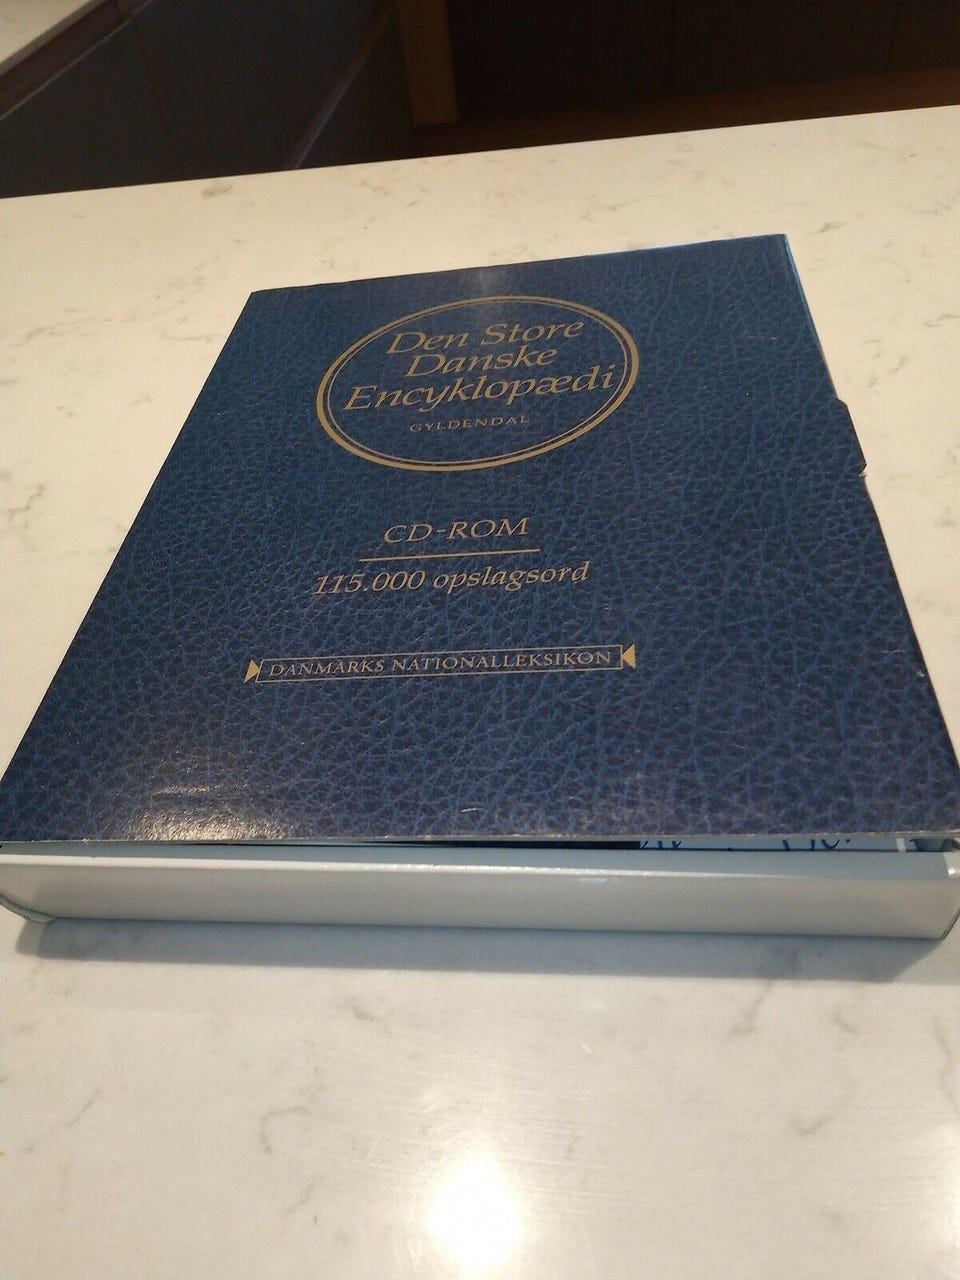 Den Store
Danske
Encyklopædi
GYLDENDAL
CD-ROM
115.000 opslagsord
DANMARKS NATIONALLEKSIKON